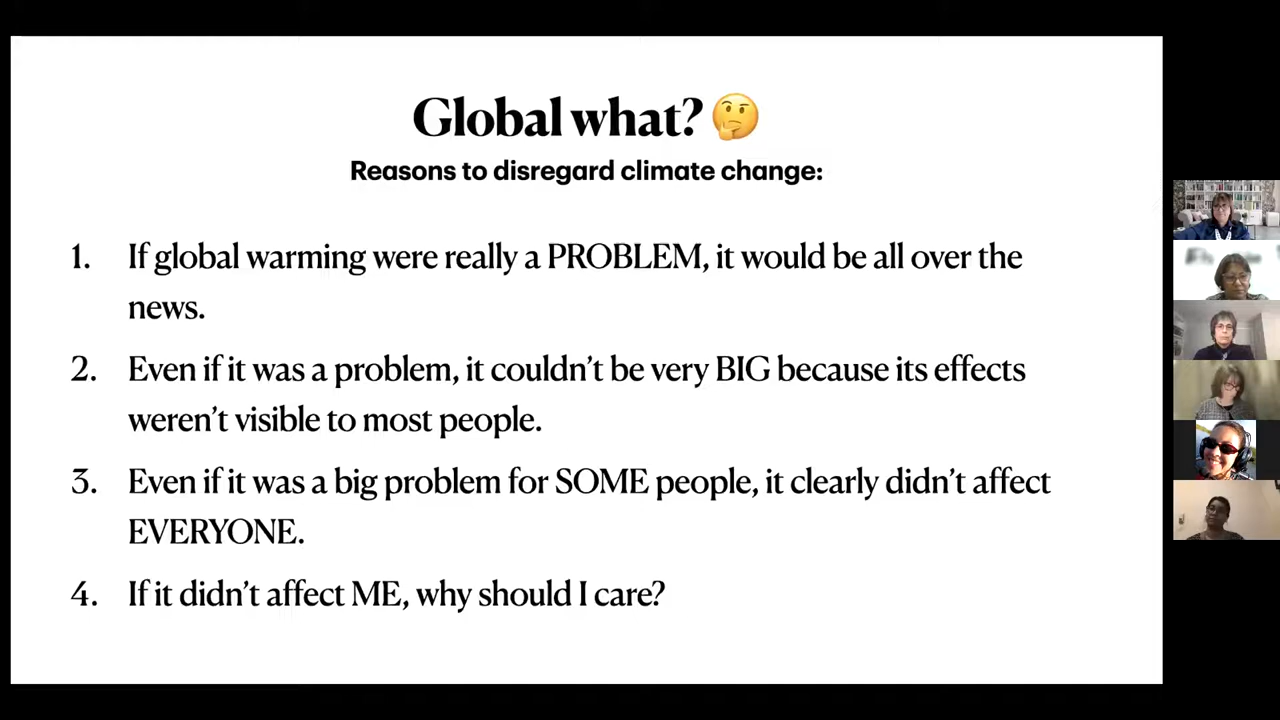 Global what? 🤔
Reasons to disregard climate change:
1. If global warming were really a PROBLEM, it would be all over the
news.
2. Even if it was a problem, it couldn’t be very BIG because its effects
weren’t visible to most people.
3. Even if it was a big problem for SOME people, it clearly didn’t affect
EVERYONE.
4. If it didn’t affect ME, why should I care?